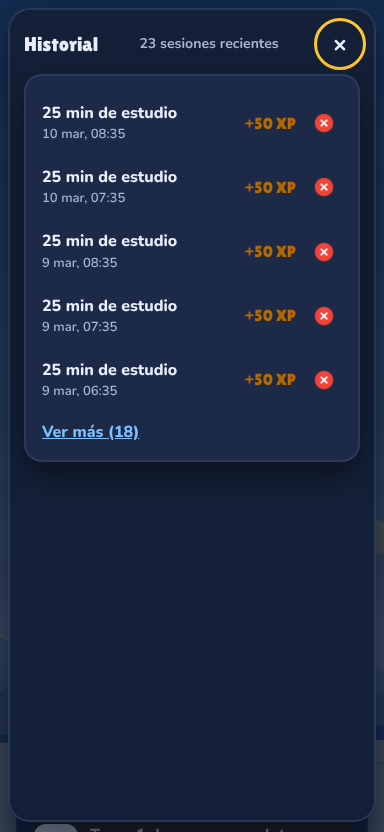 Historial
23 sesiones recientes
25 min de estudio
10 mar, 08:35
+50 XP
25 min de estudio
10 mar, 07:35
+50 XP
25 min de estudio
9 mar, 08:35
+50 XP
25 min de estudio
9 mar, 07:35
+50 XP
25 min de estudio
9 mar, 06:35
+50 XP
Ver más (18)